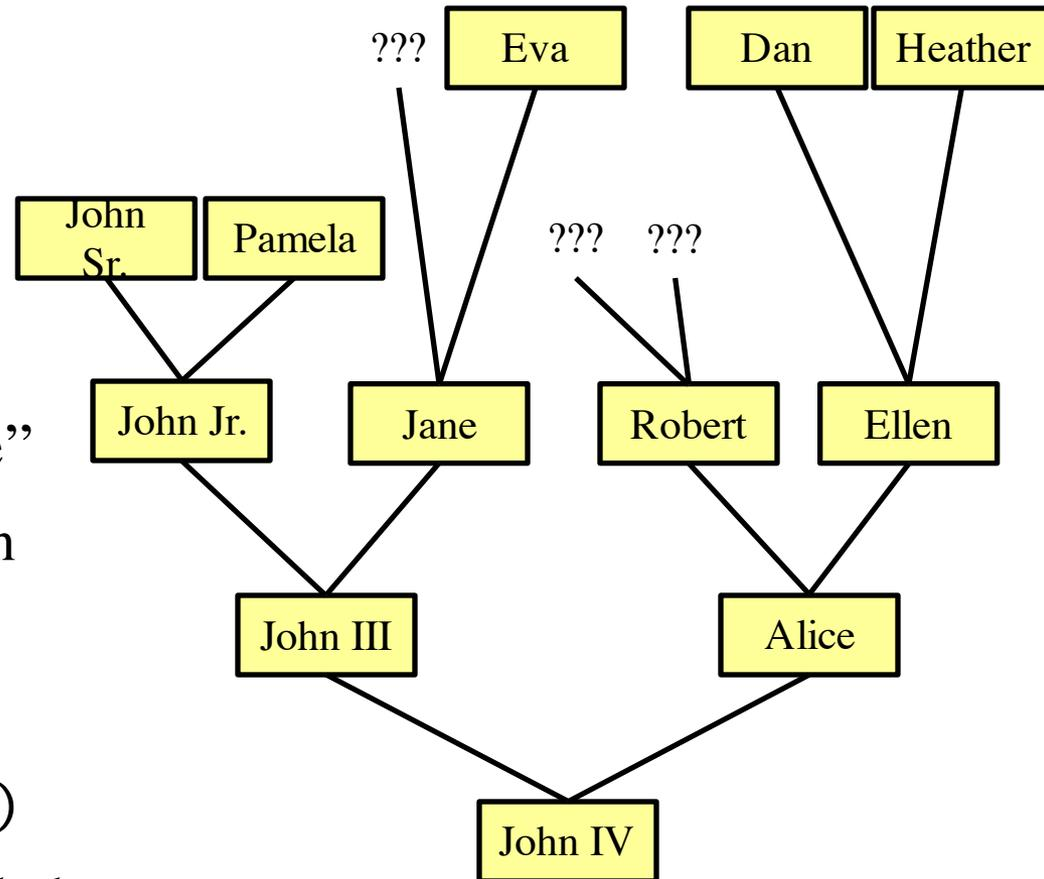 ??? Eva Dan Heather
John
Sr. Pamela ??? ???
John Jr. Jane Robert Ellen
e”
n
John III Alice
)
John IV